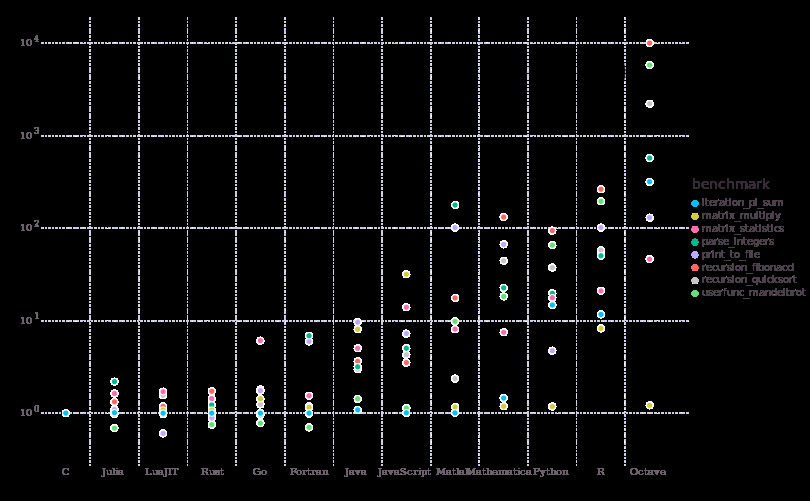 10^4
benchmark
iteration_pi_sum
matrix_multiply
matrix_statistics
parse_integers
print_to_file
recursion_fibonacci
recursion_quicksort
userfunc_mandelbrot
10^3
10^2
10^1
10^0
C Julia LuaJIT Rust Go Fortran Java JavaScript Matlab Mathematica Python R Octave